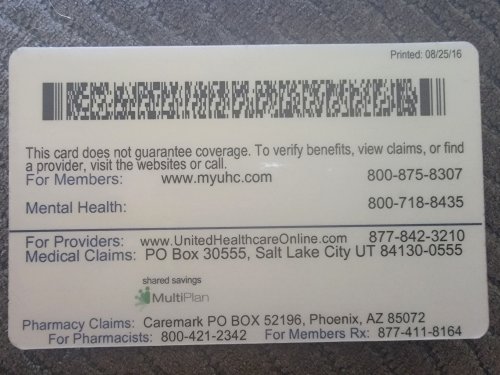 Printed: 08/25/16
This card does not guarantee coverage. To verify benefits, view claims, or find
a provider, visit the websites or call.
For Members: www.myuhc.com 800-875-8307
Mental Health: 800-718-8435
For Providers: www.UnitedHealthcareOnline.com 877-842-3210
Medical Claims: PO Box 30555, Salt Lake City UT 84130-0555
shared savings
MultiPlan
Pharmacy Claims: Caremark PO BOX 52196, Phoenix, AZ 85072
For Pharmacists: 800-421-2342 For Members Rx: 877-411-8164